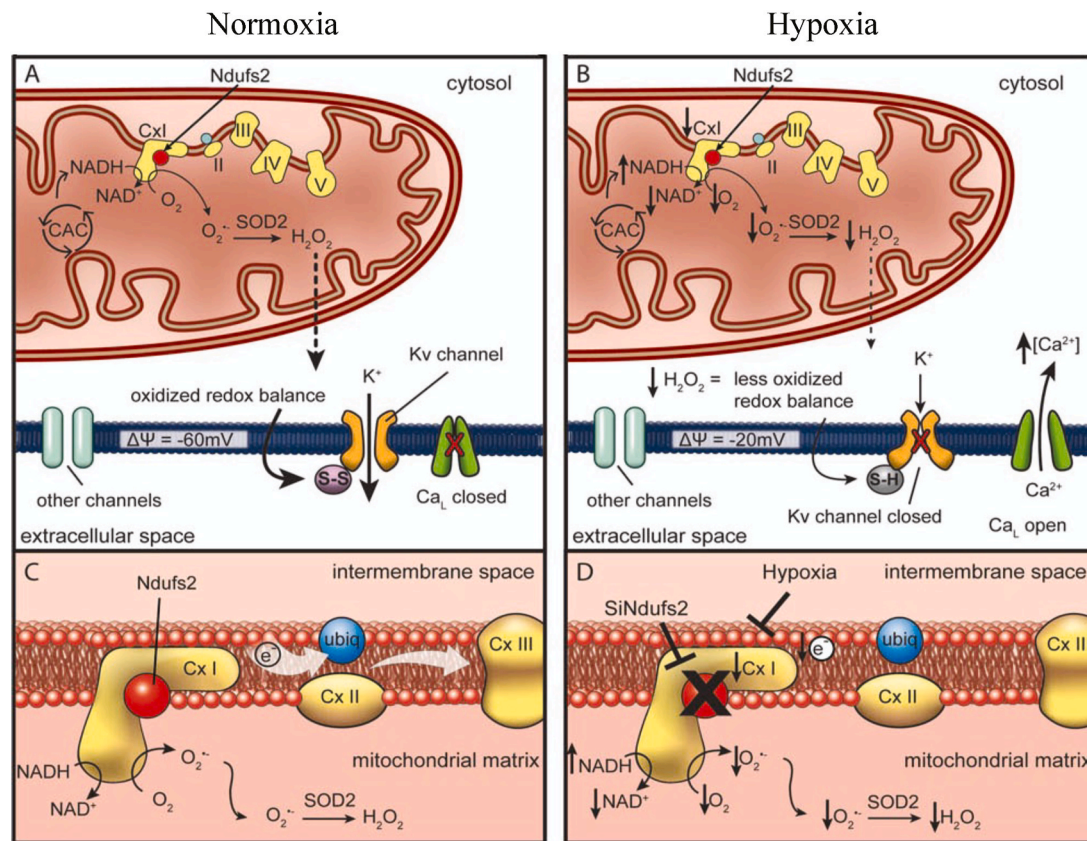 Normoxia
Hypoxia
A
Ndufs2
cytosol
CxI
II
III
IV
V
NADH
NAD⁺
O₂
CAC
O₂•- SOD2 H₂O₂
Kv channel
K⁺
oxidized redox balance
ΔΨ = -60mV
S-S
other channels
Ca_L closed
extracellular space
B
Ndufs2
cytosol
CxI
II
III
IV
V
NADH
NAD⁺
O₂
CAC
O₂•- SOD2 H₂O₂
[Ca²⁺]
K⁺
H₂O₂ = less oxidized
redox balance
ΔΨ = -20mV
S-H
other channels
Kv channel closed
Ca²⁺
Ca_L open
extracellular space
C
Ndufs2
intermembrane space
Cx III
ubiq
e⁻
Cx I
Cx II
mitochondrial matrix
NADH
O₂•-
NAD⁺
O₂
O₂•- SOD2 H₂O₂
D
Hypoxia
intermembrane space
SiNdufs2
ubiq
e⁻
Cx II
Cx I
Cx II
mitochondrial matrix
NADH
O₂•-
NAD⁺
O₂
O₂•- SOD2 H₂O₂